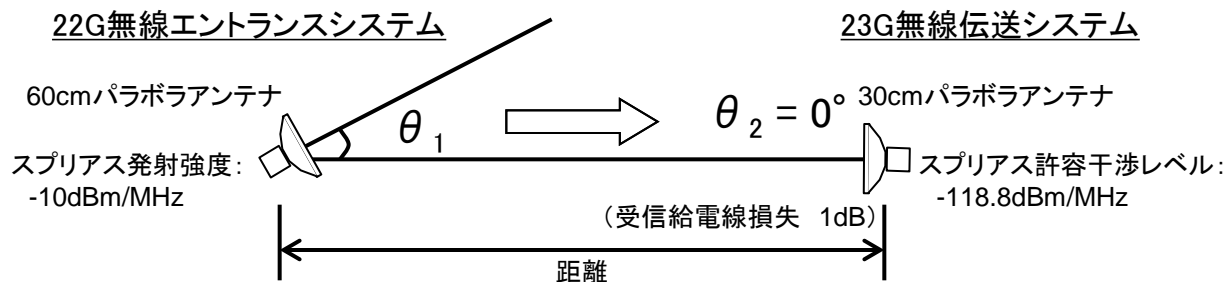 22G無線エントランスシステム
23G無線伝送システム
60cmパラボラアンテナ
30cmパラボラアンテナ
θ1
θ2 = 0°
スプリアス発射強度:
-10dBm/MHz
スプリアス許容干渉レベル:
-118.8dBm/MHz
(受信給電線損失 1dB)
距離